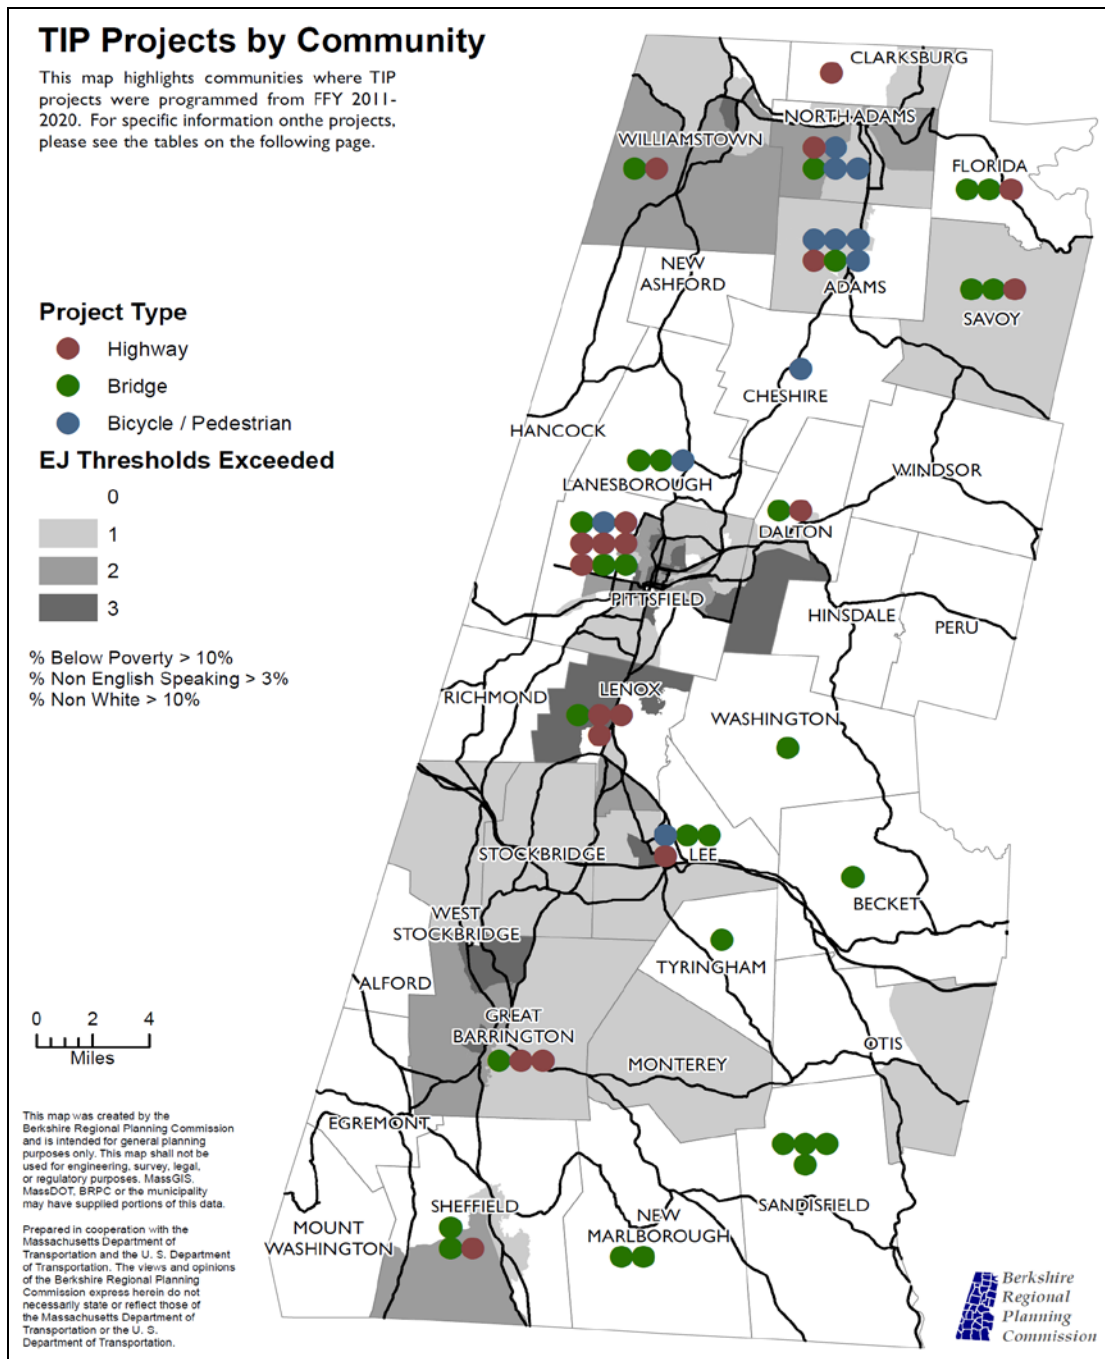 TIP Projects by Community
This map highlights communities where TIP
projects were programmed from FFY 2011-
2020. For specific information onthe projects,
please see the tables on the following page.
CLARKSBURG
NORTH ADAMS
WILLIAMSTOWN
FLORIDA
NEW
ASHFORD
ADAMS
SAVOY
Project Type
Highway
Bridge
Bicycle / Pedestrian
CHESHIRE
HANCOCK
EJ Thresholds Exceeded
0
1
2
3
LANESBOROUGH
WINDSOR
DALTON
PITTSFIELD
HINSDALE
PERU
% Below Poverty > 10%
% Non English Speaking > 3%
% Non White > 10%
RICHMOND
LENOX
WASHINGTON
STOCKBRIDGE
LEE
BECKET
WEST
STOCKBRIDGE
TYRINGHAM
ALFORD
GREAT
BARRINGTON
OTIS
MONTEREY
0 2 4
Miles
EGREMONT
This map was created by the
Berkshire Regional Planning Commission
and is intended for general planning
purposes only. This map shall not be
used for engineering, survey, legal,
or regulatory purposes. MassGIS,
MassDOT, BRPC or the municipality
may have supplied portions of this data.
Prepared in cooperation with the
Massachusetts Department of
Transportation and the U. S. Department
of Transportation. The views and opinions
of the Berkshire Regional Planning
Commission express herein do not
necessarily state or reflect those of
the Massachusetts Department of
Transportation or the U. S.
Department of Transportation.
SHEFFIELD
SANDISFIELD
MOUNT
WASHINGTON
NEW
MARLBOROUGH
Berkshire
Regional
Planning
Commission